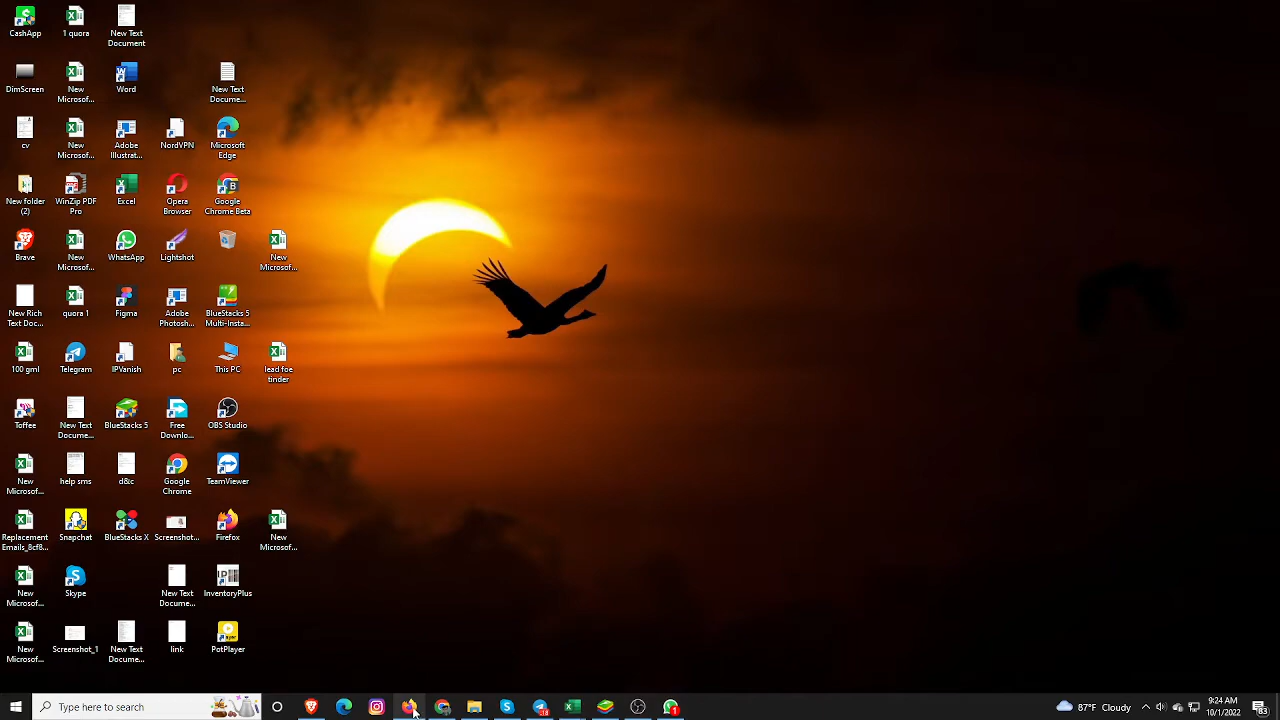 CashApp
1 quora
New Text
Document
DimScreen
New
Microsof...
Word
New Text
Docume...
cv
New
Microsof...
Adobe
Illustrat...
NordVPN
Microsoft
Edge
New folder
(2)
WinZip PDF
Pro
Excel
Opera
Browser
Google
Chrome Beta
Brave
New
Microsof...
WhatsApp
Lightshot
New
Microsof...
New Rich
Text Doc...
quora 1
Figma
Adobe
Photosh...
BlueStacks 5
Multi-Insta...
100 gml
Telegram
IPVanish
pc
This PC
lead foe
tinder
Toffee
New Text
Docume...
BlueStacks 5
Free
Downlo...
OBS Studio
New
Microsof...
help sms
d&c
Google
Chrome
TeamViewer
Replacement
Emails_8cf8...
Snapchat
BlueStacks X
Screenshot...
Firefox
New
Microsof...
New
Microsof...
Skype
New Text
Docume...
InventoryPlus
New
Microsof...
Screenshot_1
New Text
Docume...
link
PotPlayer
Type here to search
87°F Cloudy
9:24 AM
10/1/2022